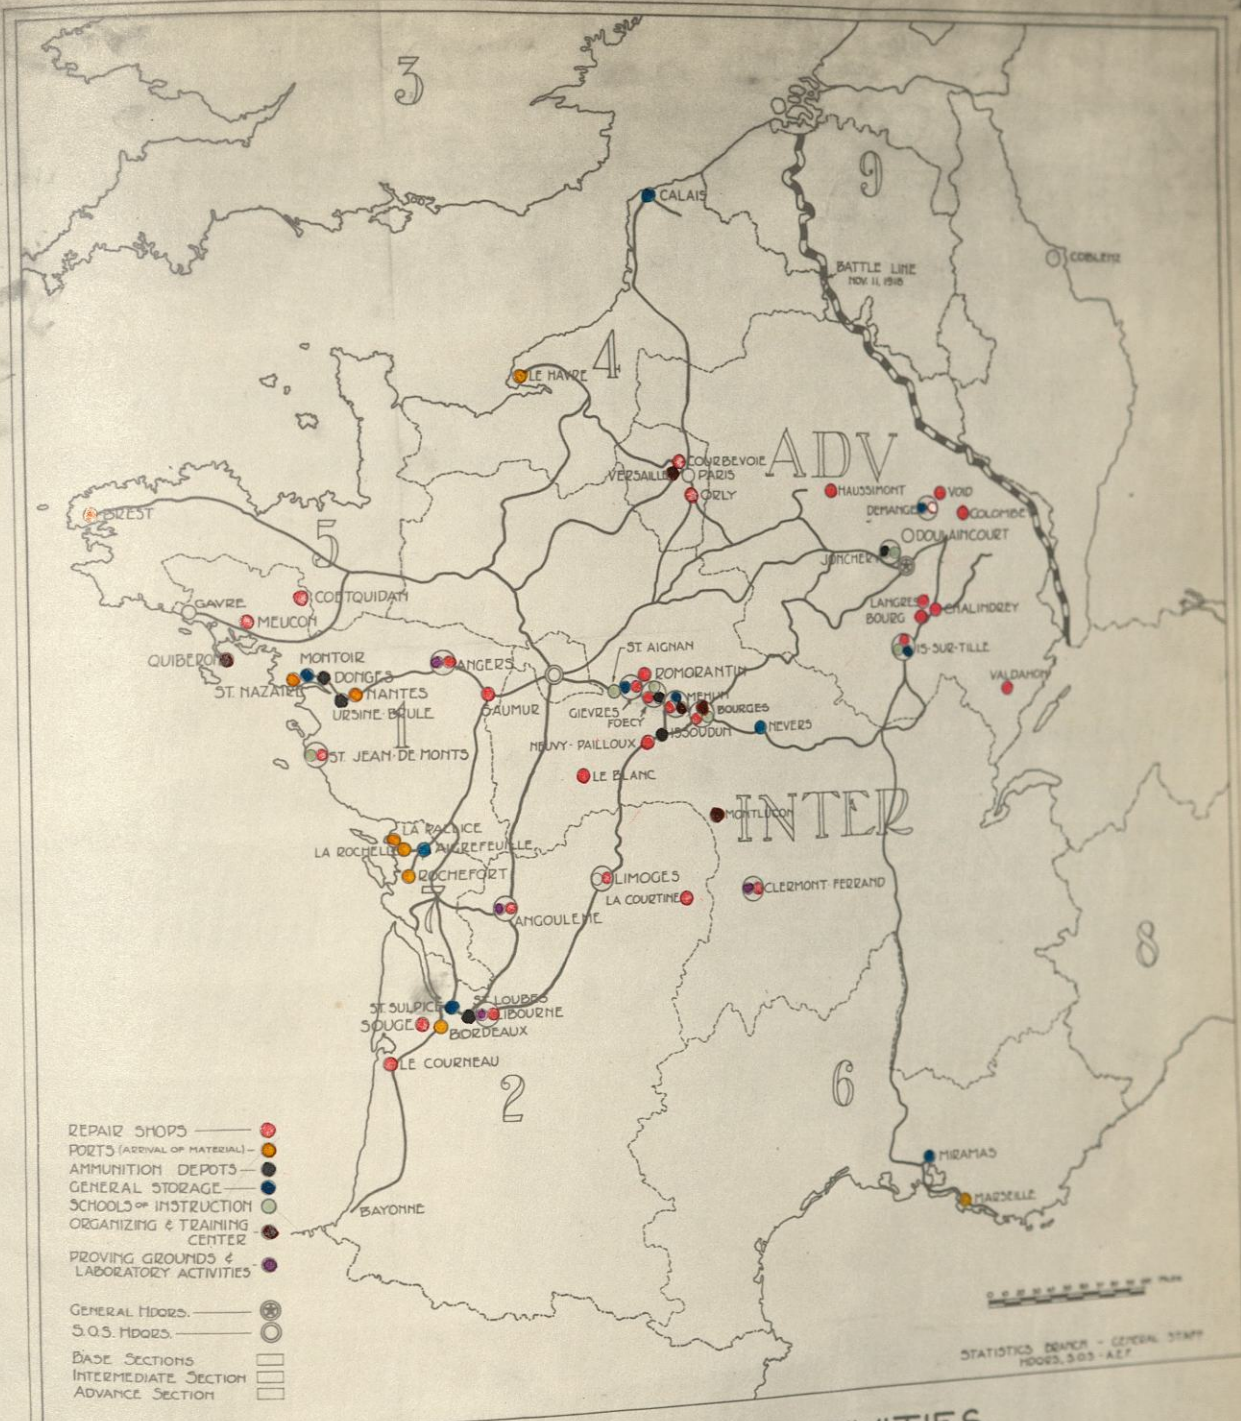 3
9
CALAIS
BATTLE LINE
NOV. 11, 1918
COBLENZ
4
LE HAVRE
ADV
COURBEVOIE
VERSAILLES
PARIS
ORLY
HAUSSIMONT
VOID
DEMANGE
COLOMBE
BREST
5
DOULAINCOURT
JONCHERY
COETQUIDAN
GAVRE
MEUCON
LANGRES
CHALINDREY
BOURG
QUIBERON
MONTOIR
DONGES
ANGERS
ST. AIGNAN
ROMORANTIN
IS-SUR-TILLE
VALDAHON
ST. NAZAIRE
NANTES
URSINE-BRULE
SAUMUR
GIEVRES
FOECY
MEHUN
BOURGES
1
NEUVY-PAILLOUX
ISSOUDUN
NEVERS
ST. JEAN-DE-MONTS
LE BLANC
MONTLUCON
INTER
LA PALLICE
LA ROCHELLE
AIGREFEUILLE
ROCHEFORT
LIMOGES
LA COURTINE
CLERMONT FERRAND
ANGOULEME
8
ST. SULPICE
ST. LOUBES
LIBOURNE
SOUGE
BORDEAUX
LE COURNEAU
2
6
MIRAMAS
MARSEILLE
BAYONNE
REPAIR SHOPS
PORTS (ARRIVAL OF MATERIAL)
AMMUNITION DEPOTS
GENERAL STORAGE
SCHOOLS OF INSTRUCTION
ORGANIZING & TRAINING
CENTER
PROVING GROUNDS &
LABORATORY ACTIVITIES
GENERAL HDQRS.
S.O.S. HDQRS.
BASE SECTIONS
INTERMEDIATE SECTION
ADVANCE SECTION
MILES
STATISTICS BRANCH - GENERAL STAFF
HDQRS. S.O.S. - A.E.F.